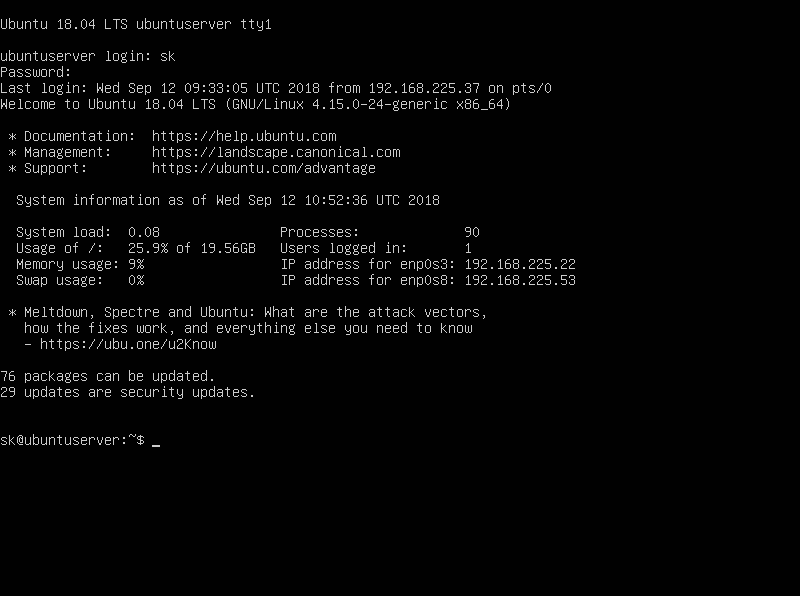 Ubuntu 18.04 LTS ubuntuserver tty1
ubuntuserver login: sk
Password:
Last login: Wed Sep 12 09:33:05 UTC 2018 from 192.168.225.37 on pts/0
Welcome to Ubuntu 18.04 LTS (GNU/Linux 4.15.0-24-generic x86_64)
* Documentation:  https://help.ubuntu.com
* Management:     https://landscape.canonical.com
* Support:        https://ubuntu.com/advantage
System information as of Wed Sep 12 10:52:36 UTC 2018
System load:  0.08               Processes:             90
Usage of /:   25.9% of 19.56GB   Users logged in:       1
Memory usage: 9%                 IP address for enp0s3: 192.168.225.22
Swap usage:   0%                 IP address for enp0s8: 192.168.225.53
* Meltdown, Spectre and Ubuntu: What are the attack vectors,
how the fixes work, and everything else you need to know
- https://ubu.one/u2Know
76 packages can be updated.
29 updates are security updates.
sk@ubuntuserver:~$ _